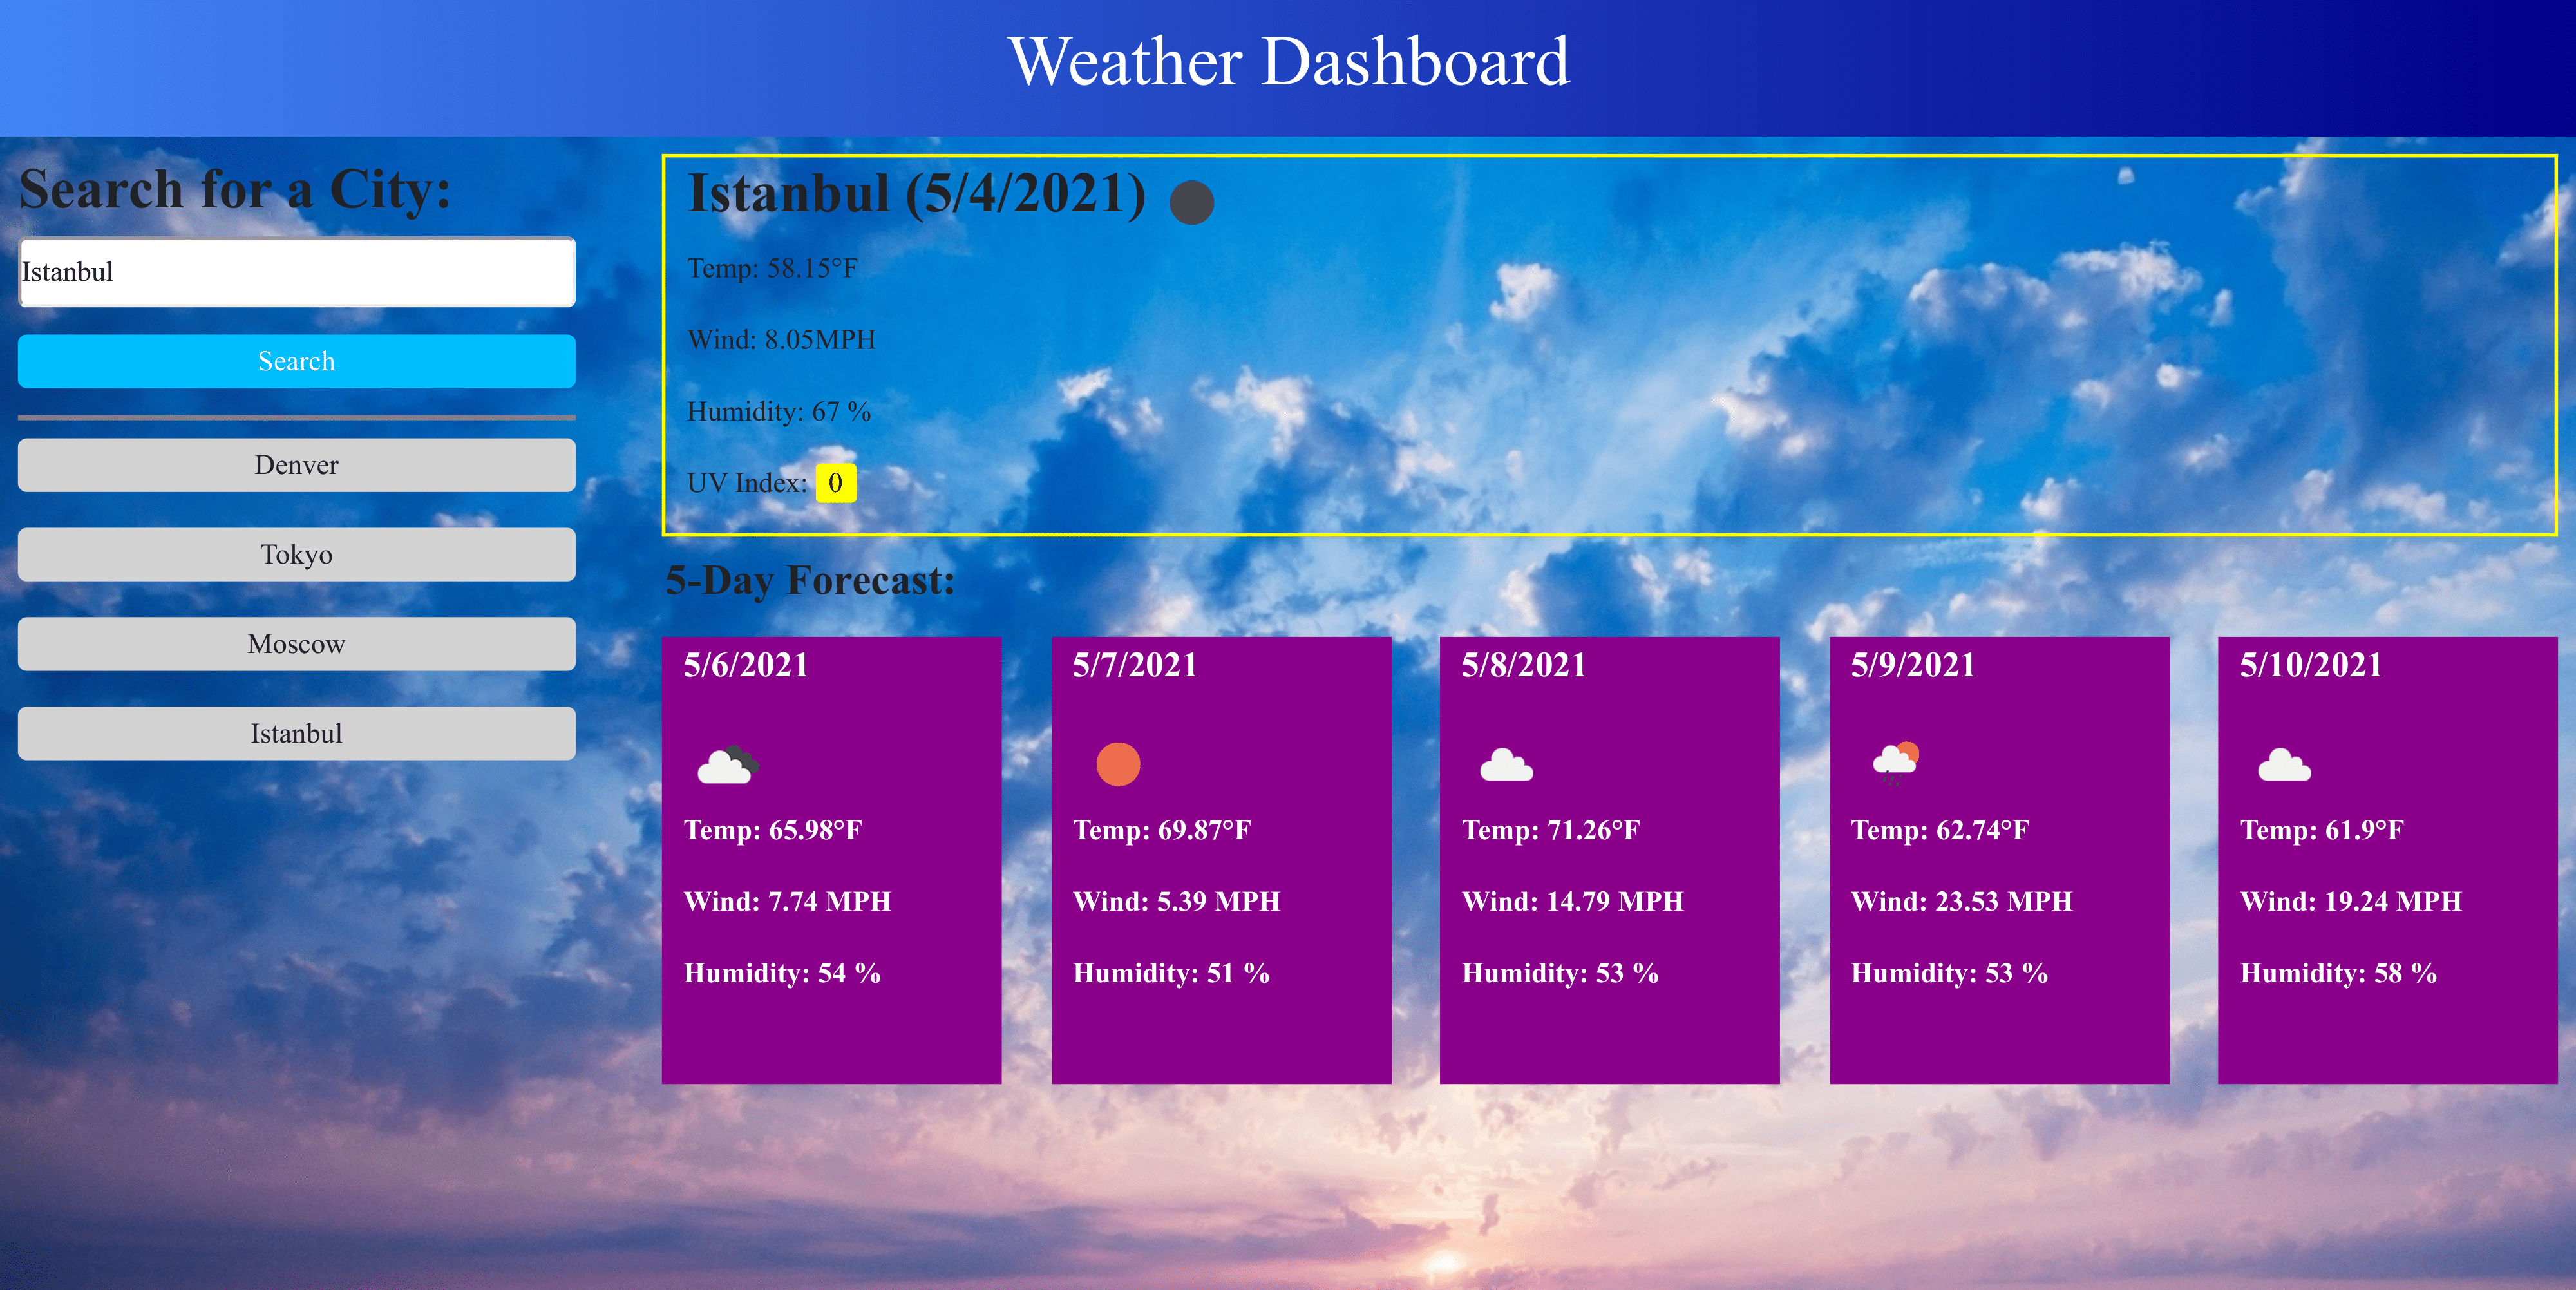 Weather Dashboard
Search for a City:
Istanbul
Search
Denver
Tokyo
Moscow
Istanbul
Istanbul (5/4/2021)
Temp: 58.15°F
Wind: 8.05MPH
Humidity: 67 %
UV Index: 0
5-Day Forecast:
5/6/2021
Temp: 65.98°F
Wind: 7.74 MPH
Humidity: 54 %
5/7/2021
Temp: 69.87°F
Wind: 5.39 MPH
Humidity: 51 %
5/8/2021
Temp: 71.26°F
Wind: 14.79 MPH
Humidity: 53 %
5/9/2021
Temp: 62.74°F
Wind: 23.53 MPH
Humidity: 53 %
5/10/2021
Temp: 61.9°F
Wind: 19.24 MPH
Humidity: 58 %